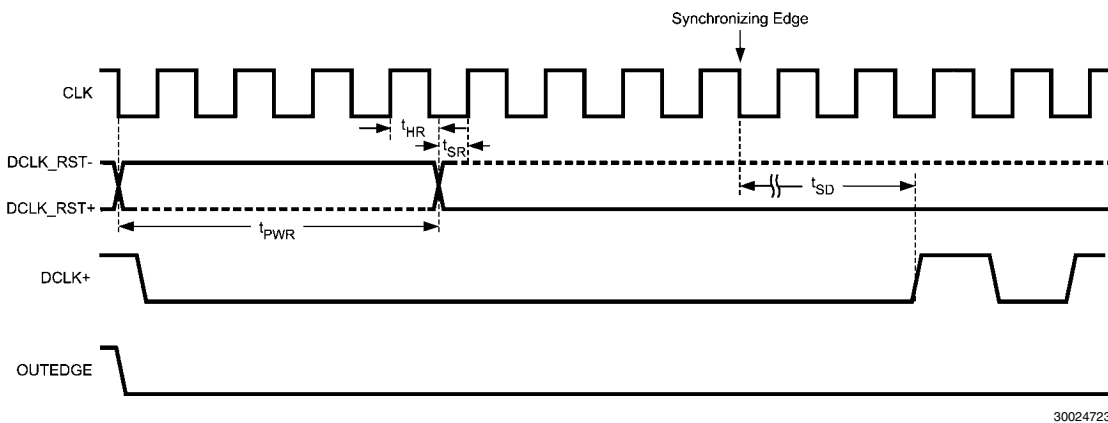 Synchronizing Edge
CLK
tHR
tSR
DCLK_RST-
tSD
DCLK_RST+
tPWR
DCLK+
OUTEDGE
30024723